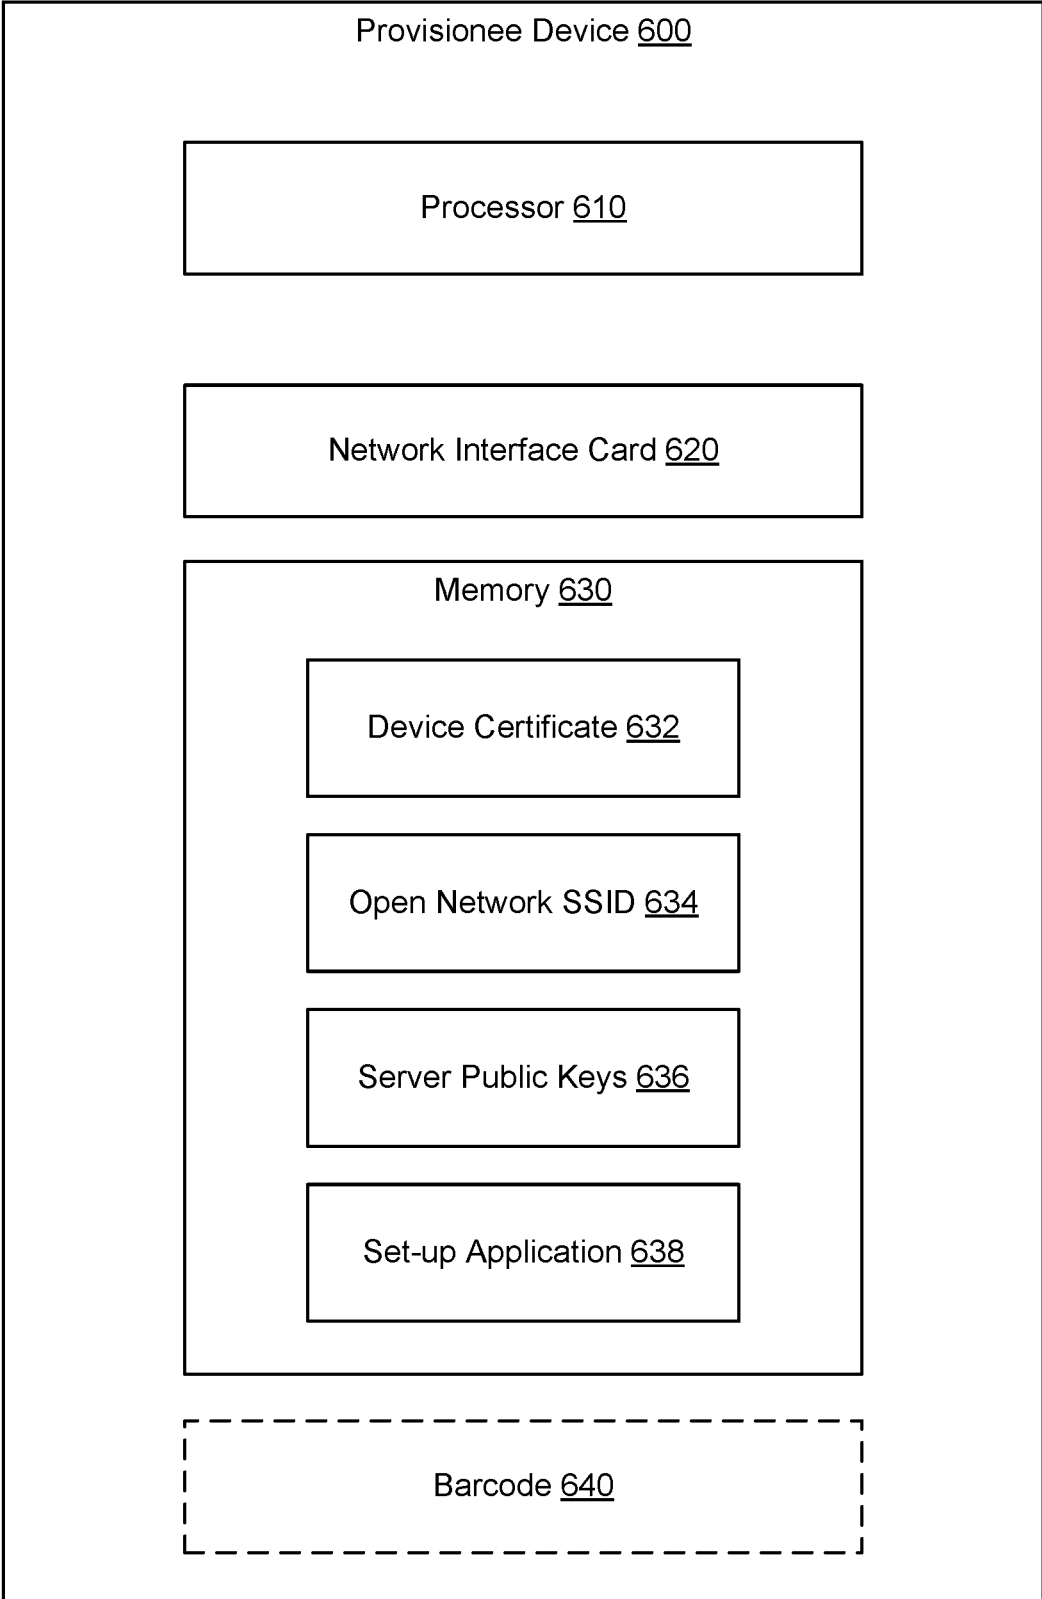 Provisionee Device 600
Processor 610
Network Interface Card 620
Memory 630
Device Certificate 632
Open Network SSID 634
Server Public Keys 636
Set-up Application 638
Barcode 640